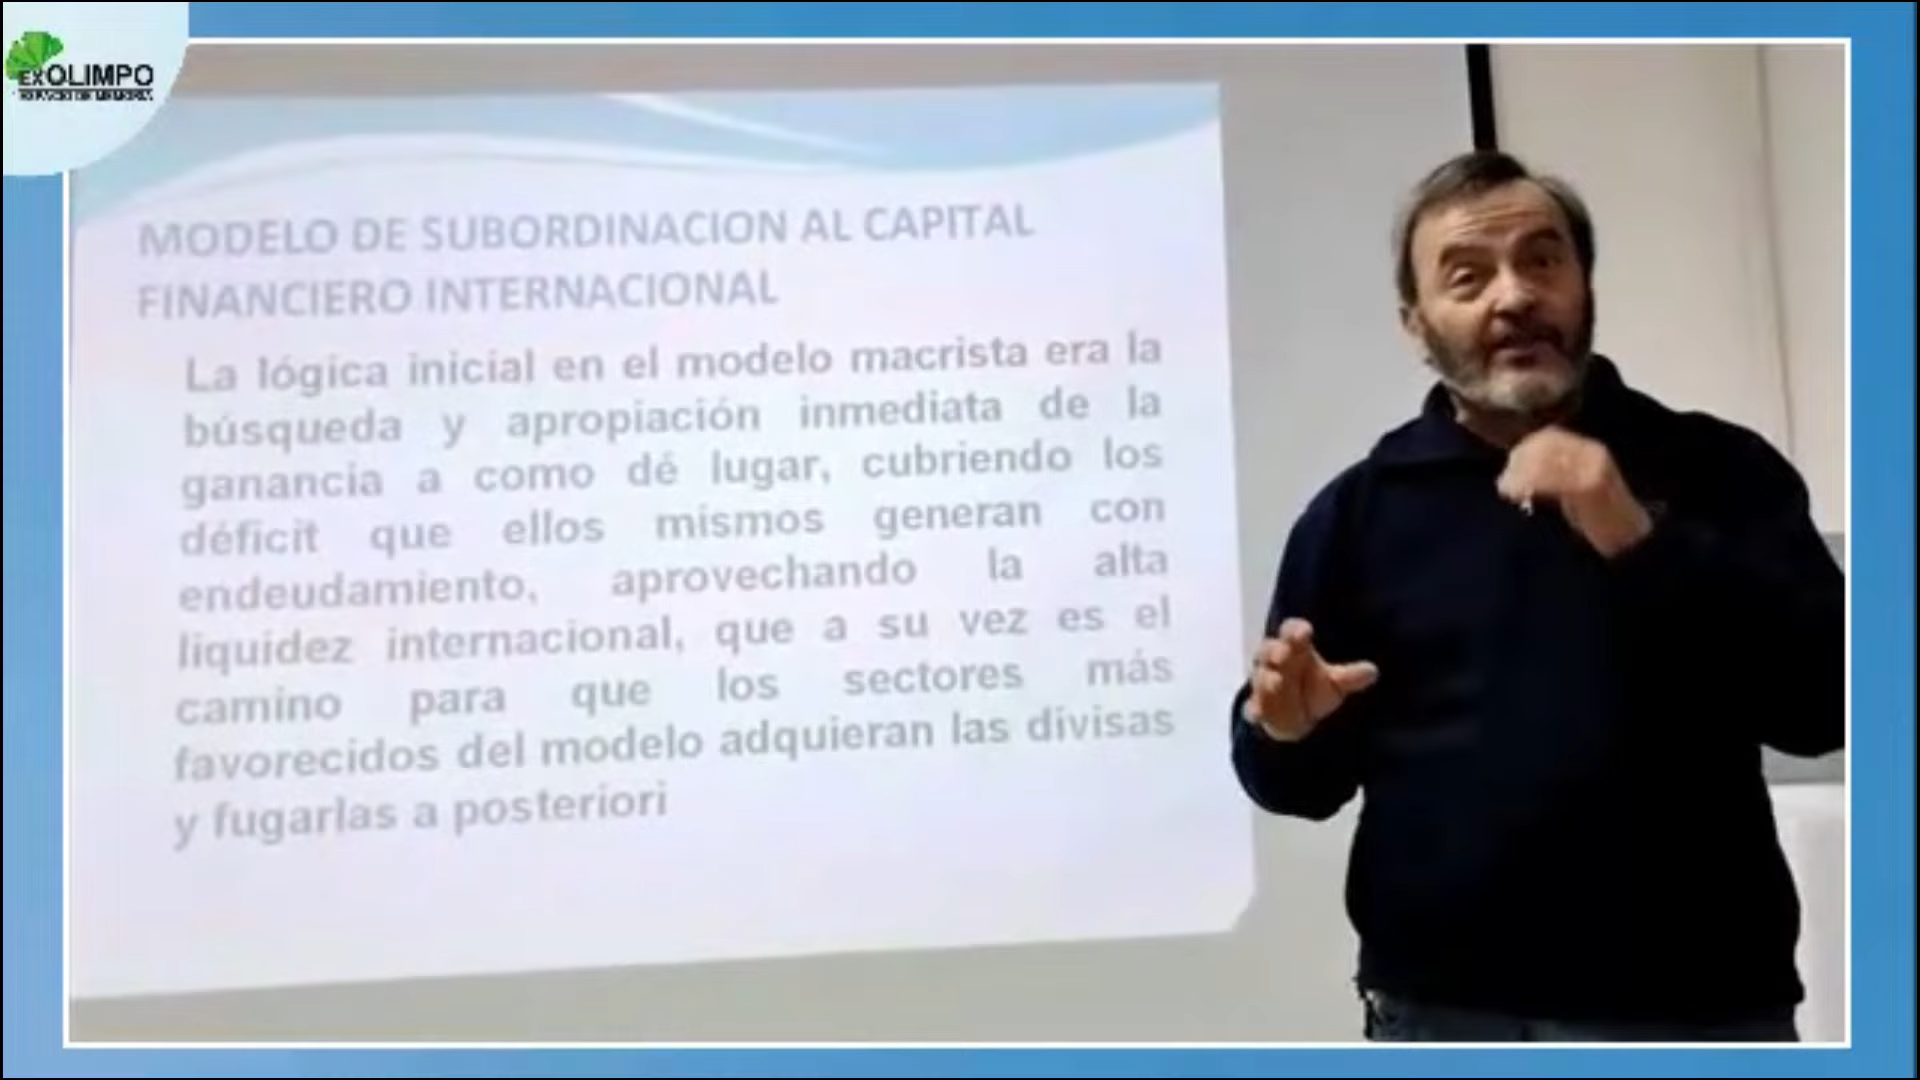 EXOLIMPO
ESPACIO DE MEMORIA
MODELO DE SUBORDINACION AL CAPITAL
FINANCIERO INTERNACIONAL
La lógica inicial en el modelo macrista era la
búsqueda y apropiación inmediata de la
ganancia a como dé lugar, cubriendo los
déficit que ellos mismos generan con
endeudamiento, aprovechando la alta
liquidez internacional, que a su vez es el
camino para que los sectores más
favorecidos del modelo adquieran las divisas
y fugarlas a posteriori